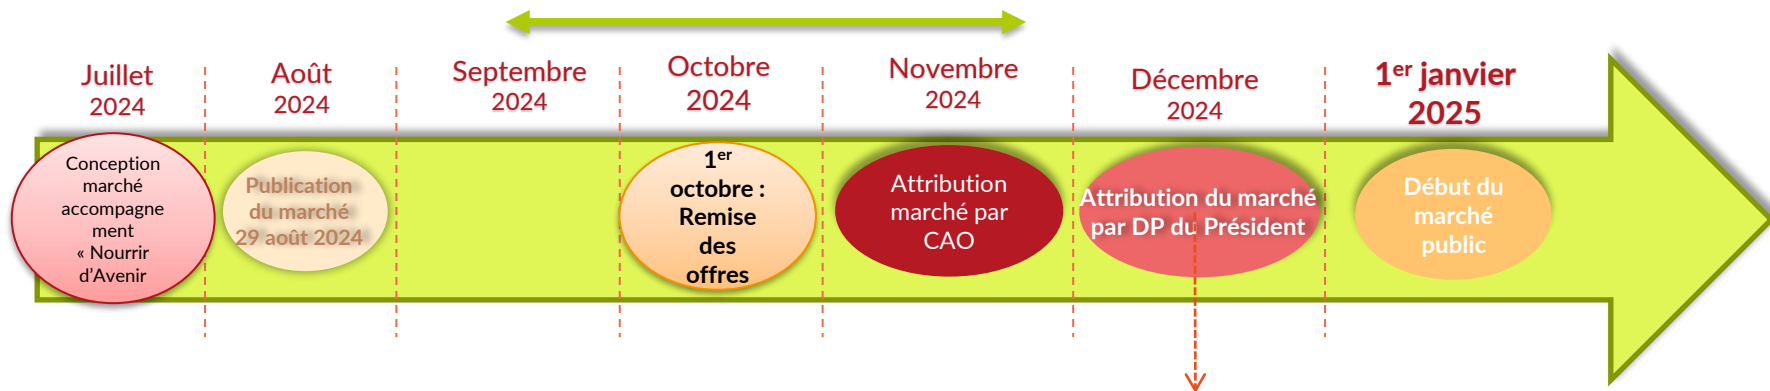 Juillet
2024
Août
2024
Septembre
2024
Octobre
2024
Novembre
2024
Décembre
2024
1er janvier
2025
Conception
marché
accompagne
ment
« Nourrir
d’Avenir
Publication
du marché
29 août 2024
1er
octobre :
Remise
des
offres
Attribution
marché par
CAO
Attribution du marché
par DP du Président
Début du
marché
public